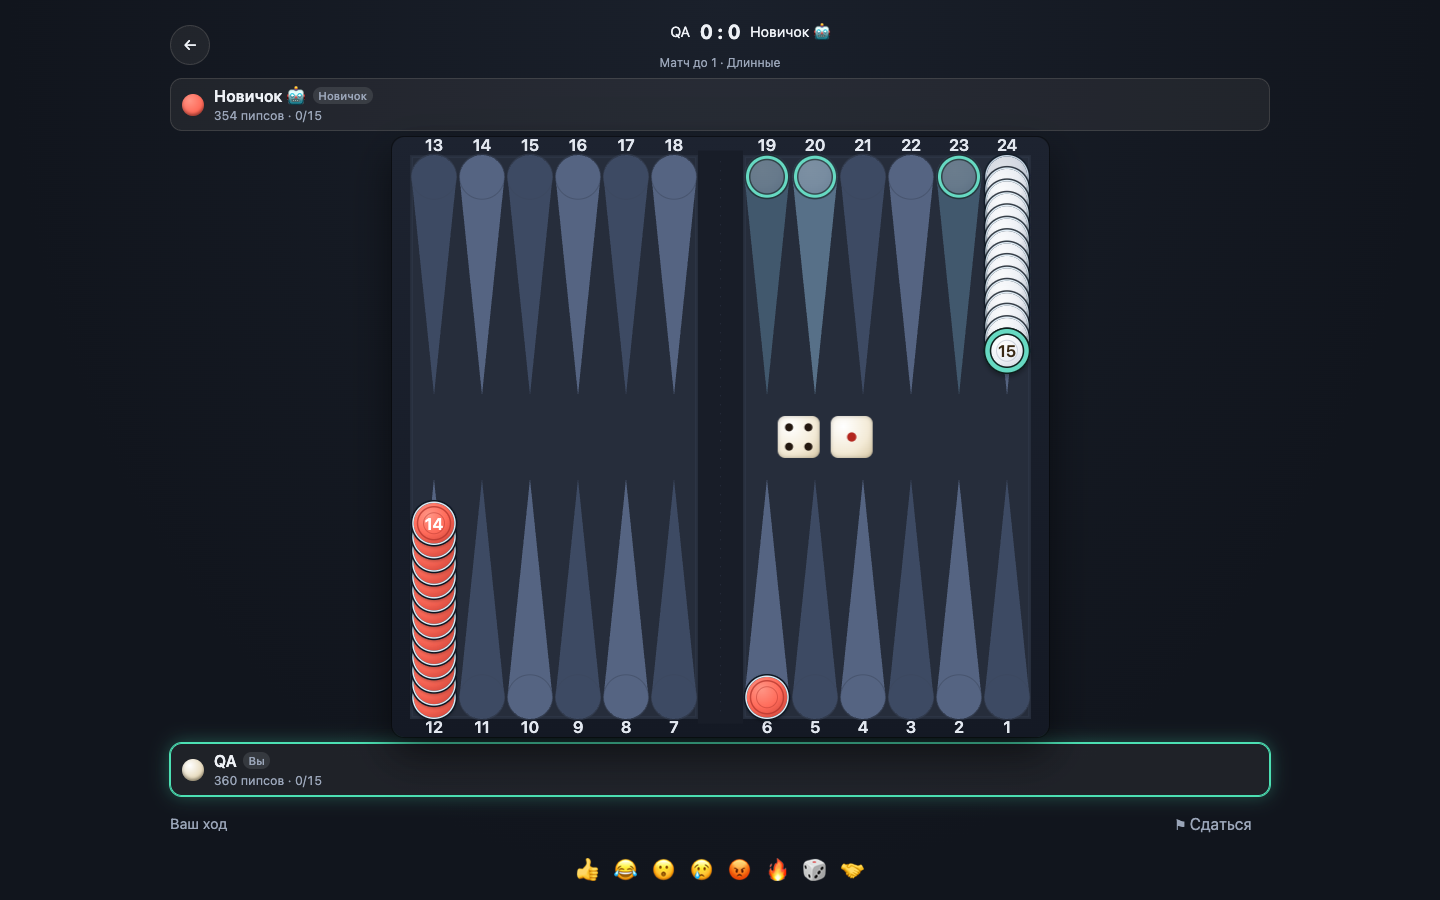 QA 0 : 0 Новичок
Матч до 1 · Длинные
Новичок Новичок
354 пипсов · 0/15
13 14 15 16 17 18 19 20 21 22 23 24
15
14
12 11 10 9 8 7 6 5 4 3 2 1
QA Вы
360 пипсов · 0/15
Ваш ход
Сдаться